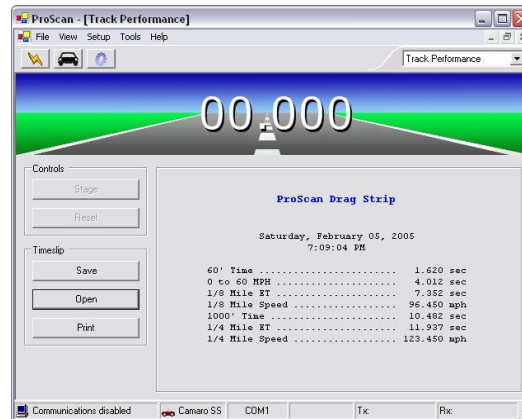 ProScan - [Track Performance]
File View Setup Tools Help
Track Performance
00.000
Controls
Stage
Reset
Timeslip
Save
Open
Print
ProScan Drag Strip
Saturday, February 05, 2005
7:09:04 PM
60' Time ....................... 1.620 sec
0 to 60 MPH .................... 4.012 sec
1/8 Mile ET .................... 7.352 sec
1/8 Mile Speed ................. 96.450 mph
1000' Time ..................... 10.482 sec
1/4 Mile ET .................... 11.937 sec
1/4 Mile Speed ................. 123.450 mph
Communications disabled Camaro SS COM1 Tx: Rx: